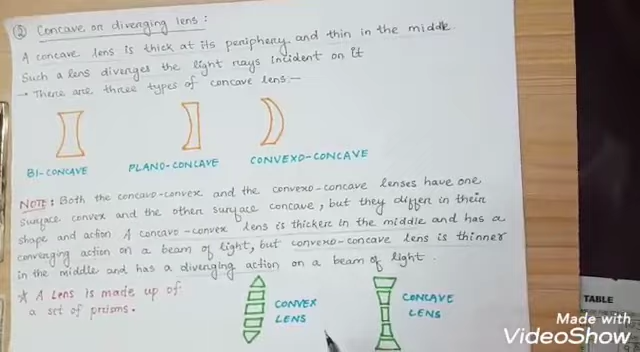 ② Concave or diverging lens :
A concave lens is thick at its periphery and thin in the middle
Such a lens diverges the light rays incident on it
→ There are three types of concave lens:-
BI-CONCAVE PLANO-CONCAVE CONVEXO-CONCAVE
NOTE : Both the concavo-convex and the convexo-concave lenses have one
surface convex and the other surface concave, but they differ in their
shape and action. A concavo-convex lens is thicker in the middle and has a
converging action on a beam of light, but convexo-concave lens is thinner
in the middle and has a diverging action on a beam of light.
* A lens is made up of
a set of prisms.
CONVEX
LENS
CONCAVE
LENS
TABLE
Made with
VideoShow